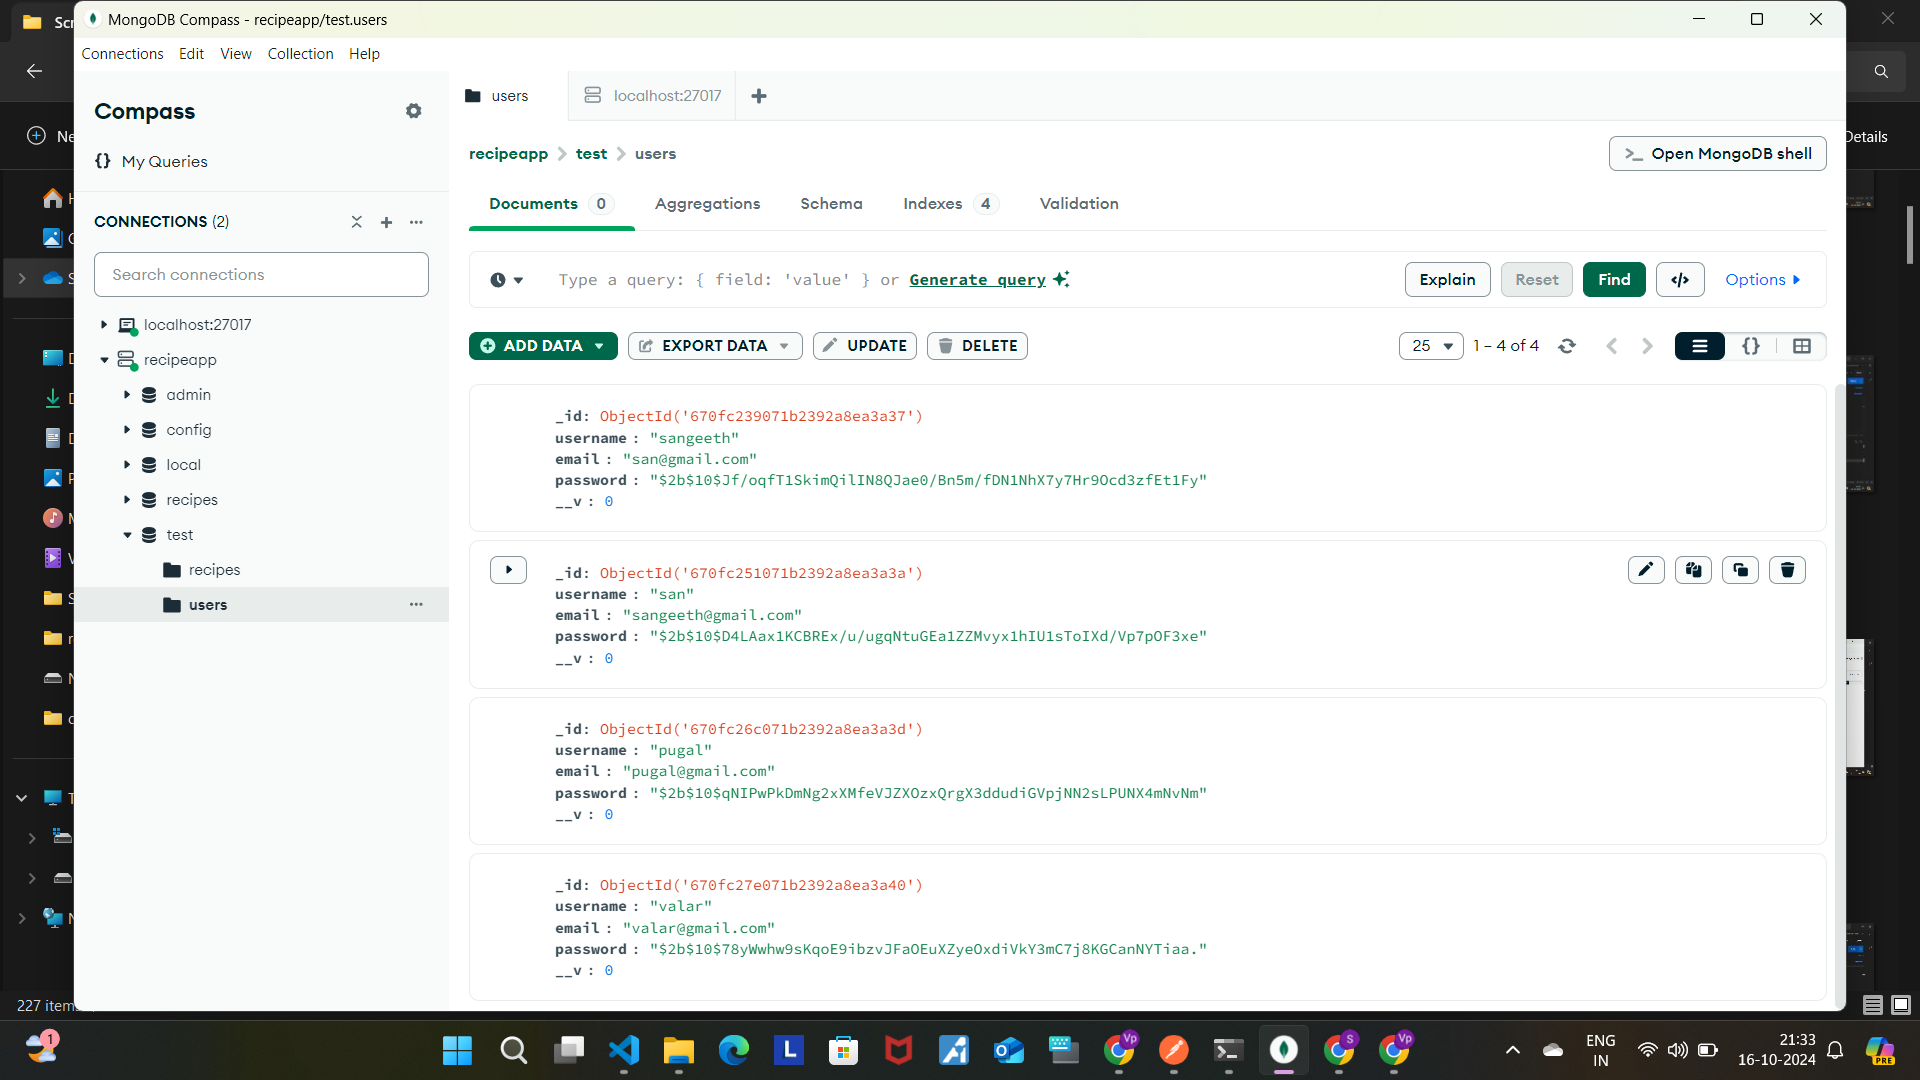 Scr
MongoDB Compass - recipeapp/test.users
Connections Edit View Collection Help
Compass
My Queries
CONNECTIONS (2)
Search connections
localhost:27017
recipeapp
admin
config
local
recipes
test
recipes
users
users
localhost:27017
recipeapp > test > users
>_ Open MongoDB shell
Documents 0 Aggregations Schema Indexes 4 Validation
Type a query: { field: 'value' } or Generate query
Explain Reset Find </> Options
ADD DATA EXPORT DATA UPDATE DELETE
25 1 – 4 of 4 {}
_id: ObjectId('670fc239071b2392a8ea3a37')
username : "sangeeth"
email : "san@gmail.com"
password : "$2b$10$Jf/oqfT1SkimQilIN8QJae0/Bn5m/fDN1NhX7y7Hr9Ocd3zfEt1Fy"
__v : 0
_id: ObjectId('670fc251071b2392a8ea3a3a')
username : "san"
email : "sangeeth@gmail.com"
password : "$2b$10$D4LAax1KCBREx/u/ugqNtuGEa1ZZMvyx1hIU1sToIXd/Vp7pOF3xe"
__v : 0
_id: ObjectId('670fc26c071b2392a8ea3a3d')
username : "pugal"
email : "pugal@gmail.com"
password : "$2b$10$qNIPwPkDmNg2xXMfeVJZXOzxQrgX3ddudiGVpjNN2sLPUNX4mNvNm"
__v : 0
_id: ObjectId('670fc27e071b2392a8ea3a40')
username : "valar"
email : "valar@gmail.com"
password : "$2b$10$78yWwhw9sKqoE9ibzvJFaOEuXZyeOxdiVkY3mC7j8KGCanNYTiaa."
__v : 0
Ne
Details
227 item
1
L
Vp
S
Vp
ENG
IN
21:33
16-10-2024
PRE